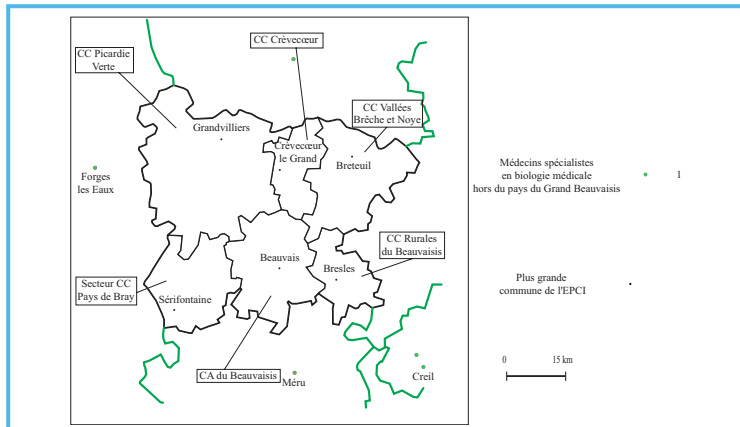 CC Crèvecœur
CC Picardie
Verte
CC Vallées
Brêche et Noye
Grandvilliers
Crèvecœur
le Grand
Breteuil
Forges
les Eaux
Médecins spécialistes
en biologie médicale
hors du pays du Grand Beauvaisis
1
CC Rurales
du Beauvaisis
Beauvais
Bresles
Secteur CC
Pays de Bray
Sérifontaine
Plus grande
commune de l'EPCI
CA du Beauvaisis
Méru
Creil
0 15 km